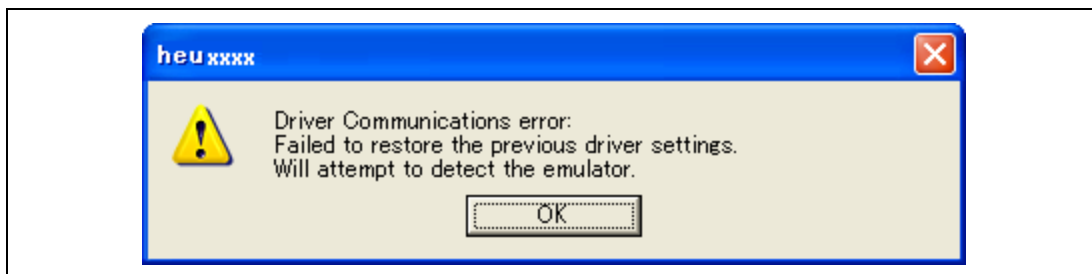 heuxxxx
Driver Communications error:
Failed to restore the previous driver settings.
Will attempt to detect the emulator.
OK